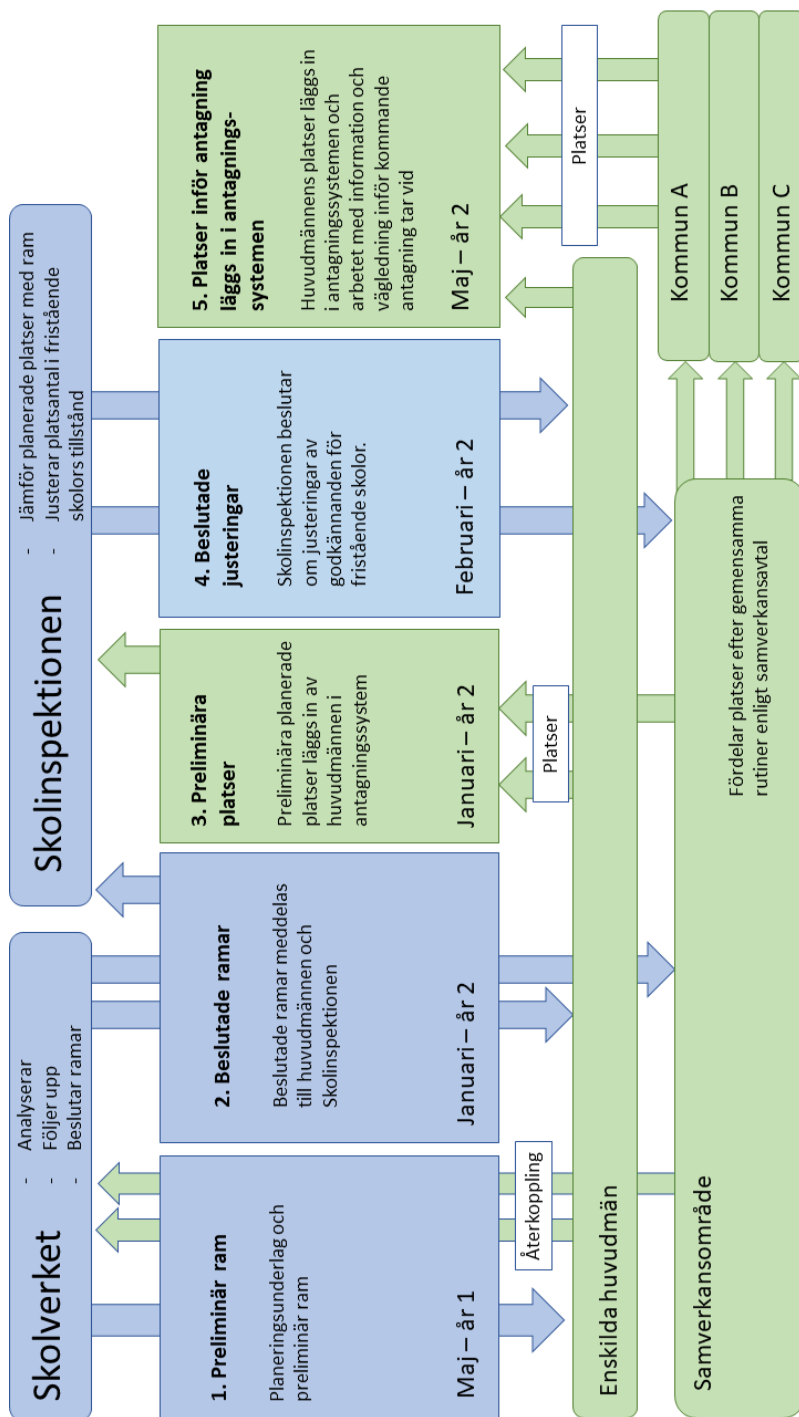 Skolverket
- Analyserar
- Följer upp
- Beslutar ramar
Skolinspektionen
- Jämför planerade platser med ram
- Justerar platsantal i fristående
skolors tillstånd
1. Preliminär ram
Planeringsunderlag och
preliminär ram
Maj – år 1
2. Beslutade ramar
Beslutade ramar meddelas
till huvudmännen och
Skolinspektionen
Januari – år 2
3. Preliminära
platser
Preliminära planerade
platser läggs in av
huvudmännen i
antagningssystem
Januari – år 2
4. Beslutade
justeringar
Skolinspektionen beslutar
om justeringar av
godkännanden för
fristående skolor.
Februari – år 2
5. Platser inför antagning
läggs in i antagnings-
systemen
Huvudmännens platser läggs in
i antagningssystemen och
arbetet med information och
vägledning inför kommande
antagning tar vid
Maj – år 2
Återkoppling
Platser
Platser
Enskilda huvudmän
Samverkansområde
Fördelar platser efter gemensamma
rutiner enligt samverkansavtal
Kommun A
Kommun B
Kommun C